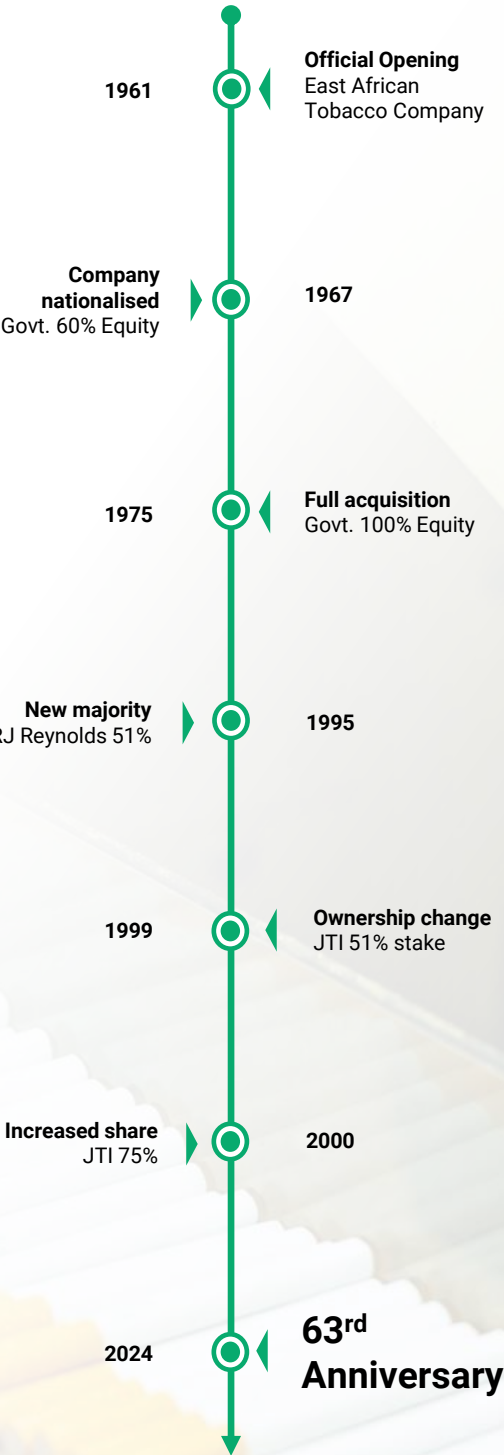 1961
Official Opening
East African
Tobacco Company
Company
nationalised
Govt. 60% Equity
1967
1975
Full acquisition
Govt. 100% Equity
New majority
RJ Reynolds 51%
1995
1999
Ownership change
JTI 51% stake
Increased share
JTI 75%
2000
2024
63rd
Anniversary